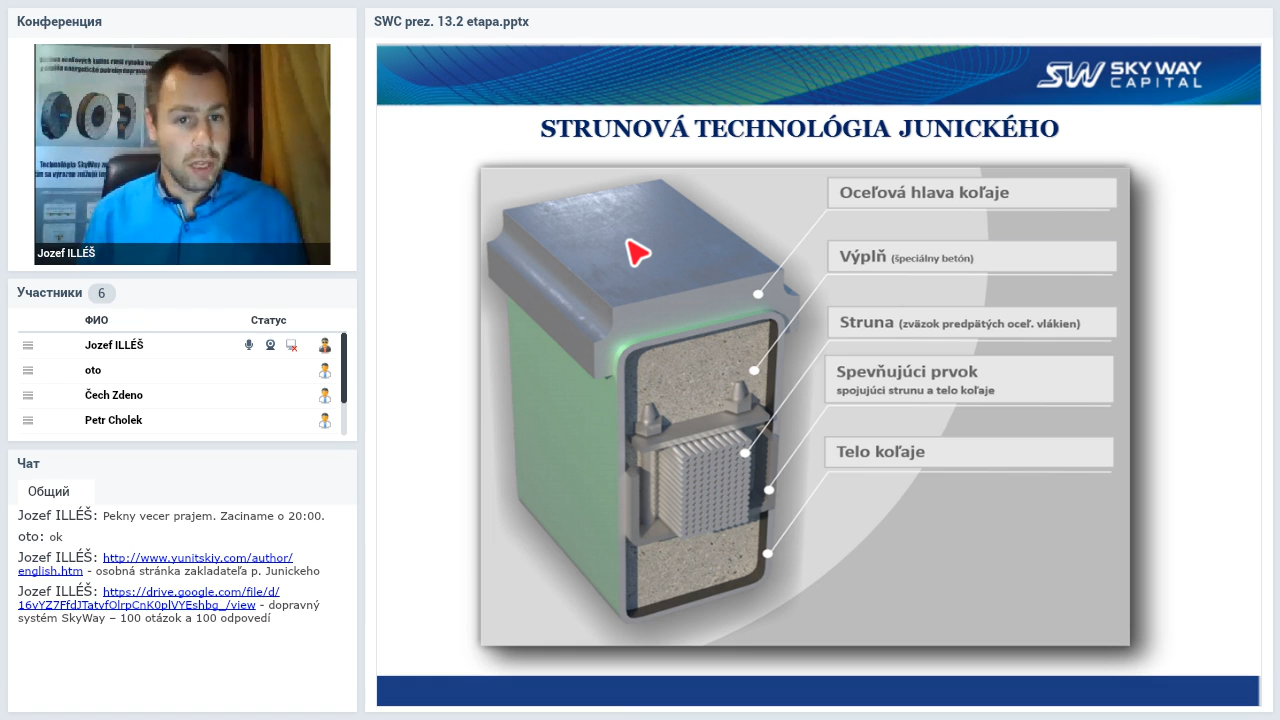 Конференция
Jozef ILLÉŠ
Участники 6
ФИО Статус
Jozef ILLÉŠ
oto
Čech Zdeno
Petr Cholek
Чат
Общий
Jozef ILLÉŠ: Pekny vecer prajem. Zaciname o 20:00.
oto: ok
Jozef ILLÉŠ: http://www.yunitskiy.com/author/
english.htm - osobná stránka zakladateľa p. Junickeho
Jozef ILLÉŠ: https://drive.google.com/file/d/
16vYZ7FfdJTatvfOlrpCnK0plVYEshbg_/view - dopravný
systém SkyWay – 100 otázok a 100 odpovedí
SWC prez. 13.2 etapa.pptx
SW SKY WAY
CAPITAL
STRUNOVÁ TECHNOLÓGIA JUNICKÉHO
Oceľová hlava koľaje
Výplň (špeciálny betón)
Struna (zväzok predpätých oceľ. vlákien)
Spevňujúci prvok
spojujúci strunu a telo koľaje
Telo koľaje